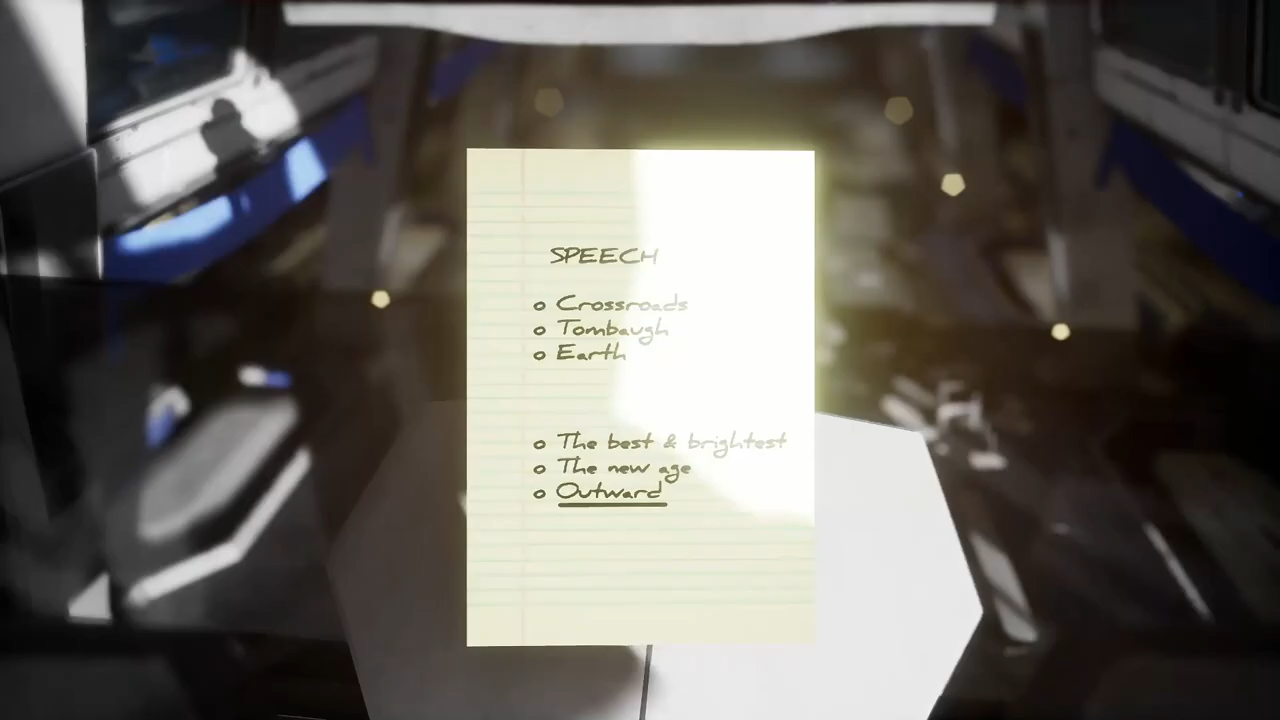 SPEECH
o Crossroads
o Tombaugh
o Earth
o The best & brightest
o The new age
o Outward